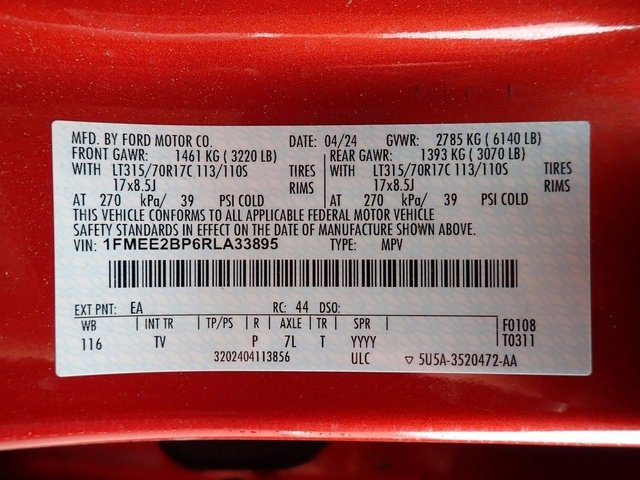 MFD. BY FORD MOTOR CO. DATE: 04/24 GVWR: 2785 KG ( 6140 LB)
FRONT GAWR: 1461 KG ( 3220 LB) REAR GAWR: 1393 KG ( 3070 LB)
WITH LT315/70R17C 113/110S TIRES WITH LT315/70R17C 113/110S TIRES
17x8.5J RIMS 17x8.5J RIMS
AT 270 kPa/ 39 PSI COLD AT 270 kPa/ 39 PSI COLD
THIS VEHICLE CONFORMS TO ALL APPLICABLE FEDERAL MOTOR VEHICLE
SAFETY STANDARDS IN EFFECT ON THE DATE OF MANUFACTURE SHOWN ABOVE.
VIN: 1FMEE2BP6RLA33895 TYPE: MPV
EXT PNT: EA RC: 44 DSO:
WB INT TR TP/PS R AXLE TR SPR F0108
116 TV P 7L T YYYY T0311
3202404113856 ULC ▽ 5U5A-3520472-AA